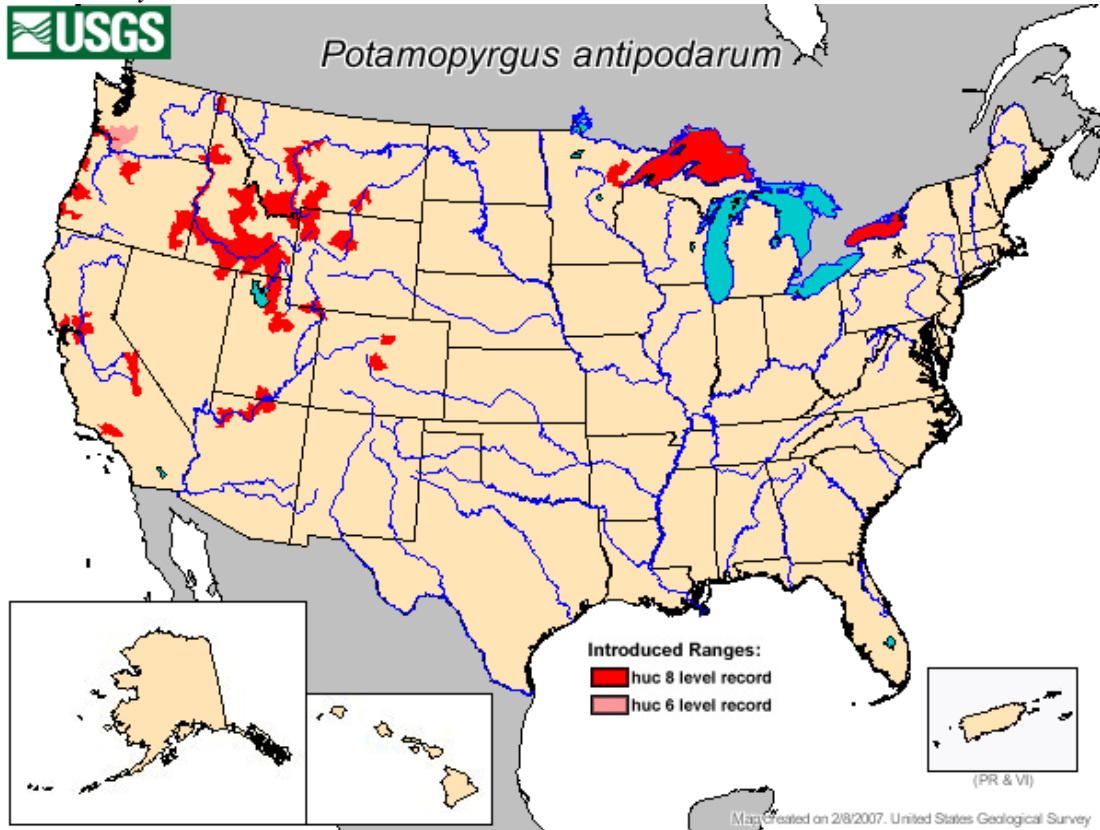 USGS
Potamopyrgus antipodarum
Introduced Ranges:
huc 8 level record
huc 6 level record
(PR & VI)
Map created on 2/8/2007. United States Geological Survey